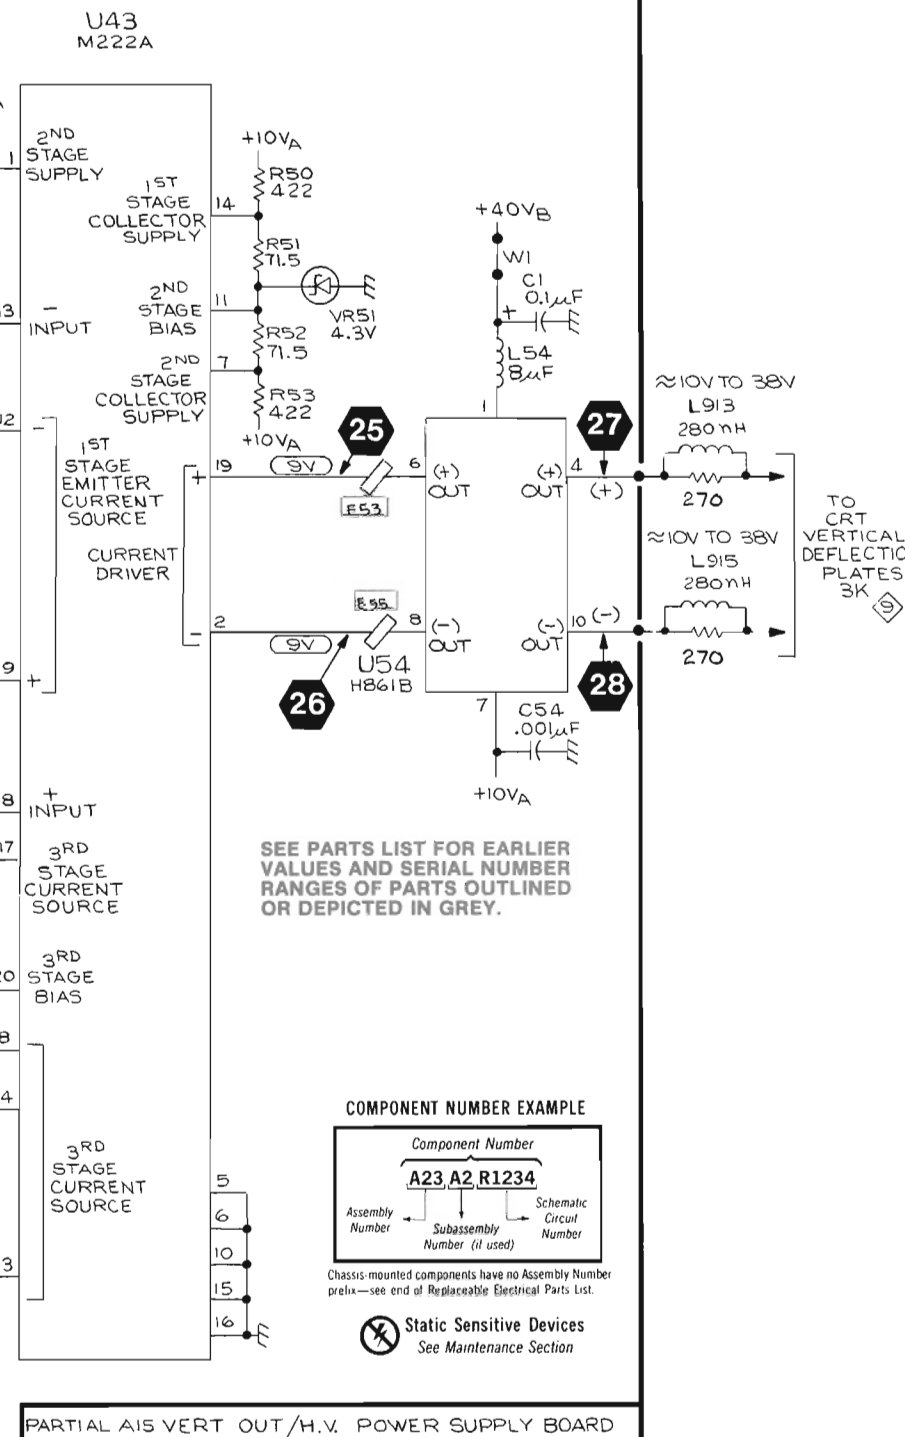 U43
M222A
1
2ND
STAGE
SUPPLY
1ST
STAGE
COLLECTOR
SUPPLY
14
+10VA
R50
422
R51
71.5
2ND
STAGE
BIAS
11
VR51
4.3V
- INPUT
R52
71.5
2ND
STAGE
COLLECTOR
SUPPLY
7
R53
422
+10VA
+40VB
W1
C1
0.1µF
+
L54
8µF
1
-
1ST
STAGE
EMITTER
CURRENT
SOURCE
9
+
CURRENT
DRIVER
+
19
9V
25
E53
6
(+)
OUT
(+)
OUT
4
27
(+)
≈10V TO 38V
L913
280nH
270
-
2
9V
26
E55
8
(-)
OUT
U54
H861B
(-)
OUT
10
(-)
28
≈10V TO 38V
L915
280nH
270
TO
CRT
VERTICAL
DEFLECTIO
PLATES
3K
9
7
C54
.001µF
+10VA
8
+
INPUT
3RD
STAGE
CURRENT
SOURCE
3RD
STAGE
BIAS
3RD
STAGE
CURRENT
SOURCE
5
6
10
15
16
SEE PARTS LIST FOR EARLIER
VALUES AND SERIAL NUMBER
RANGES OF PARTS OUTLINED
OR DEPICTED IN GREY.
COMPONENT NUMBER EXAMPLE
Component Number
A23 A2 R1234
Assembly
Number
Subassembly
Number (if used)
Schematic
Circuit
Number
Chassis-mounted components have no Assembly Number
prefix—see end of Replaceable Electrical Parts List.
Static Sensitive Devices
See Maintenance Section
PARTIAL A15 VERT OUT/H.V. POWER SUPPLY BOARD